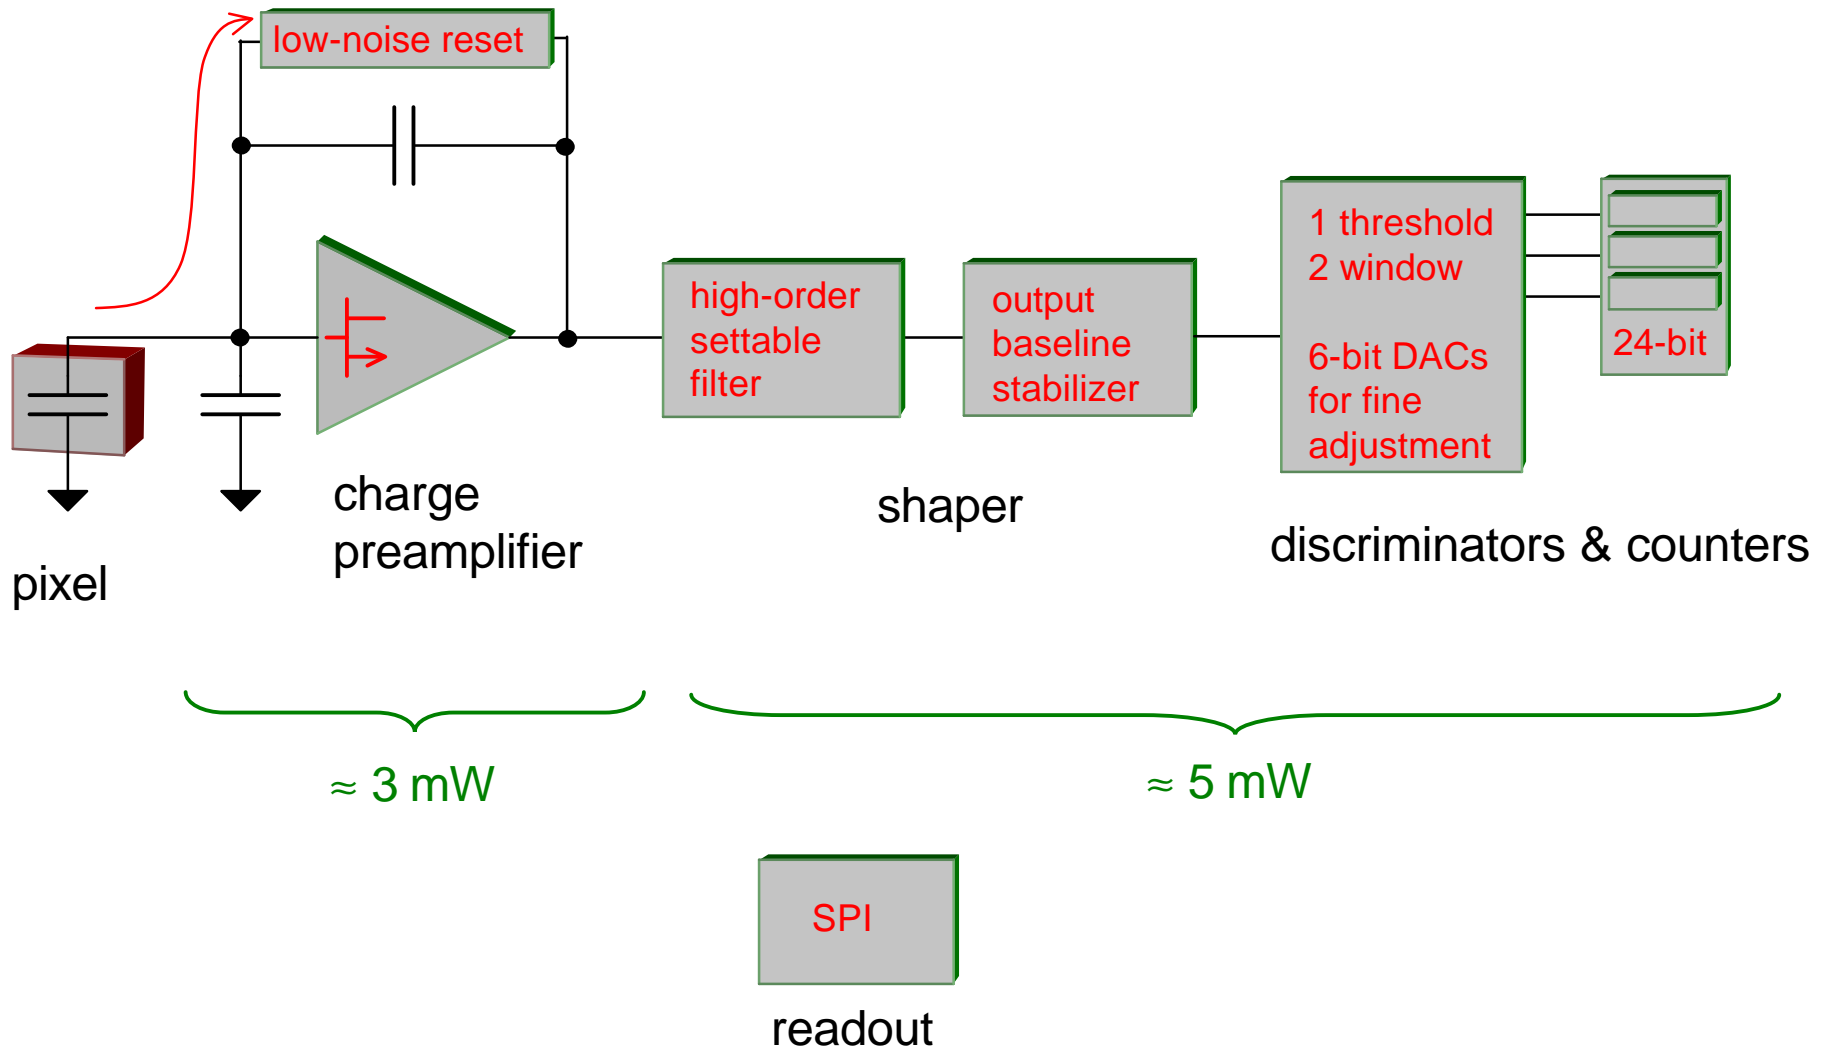 low-noise reset
1 threshold
2 window
6-bit DACs
for fine
adjustment
24-bit
high-order
settable
filter
output
baseline
stabilizer
charge
preamplifier
shaper
discriminators & counters
pixel
≈ 3 mW
≈ 5 mW
SPI
readout